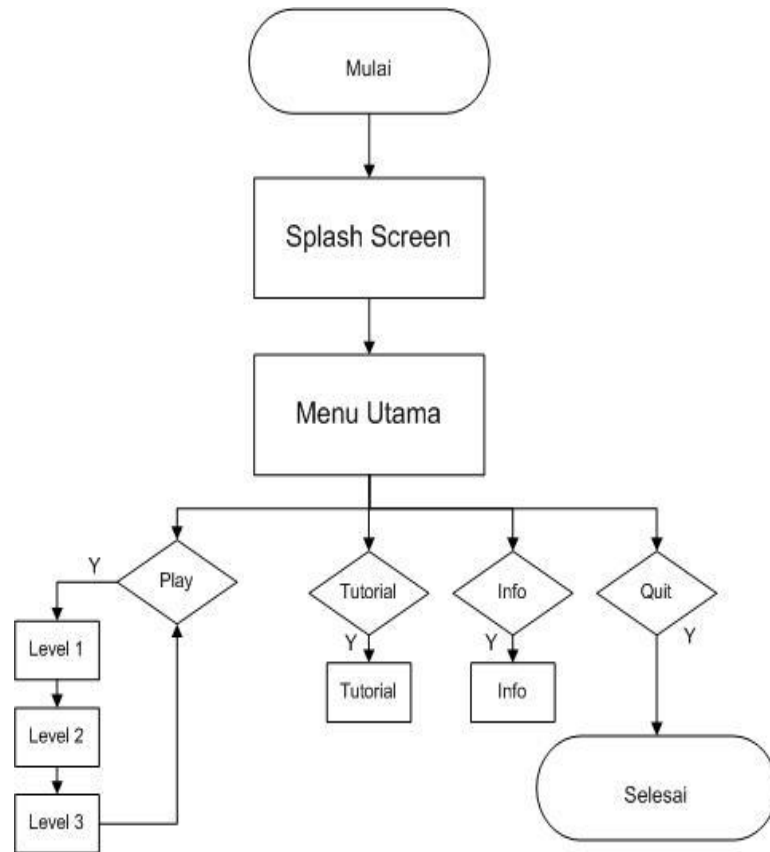 Mulai
Splash Screen
Menu Utama
Y
Play
Tutorial
Info
Quit
Level 1
Y
Y
Y
Tutorial
Info
Level 2
Level 3
Selesai